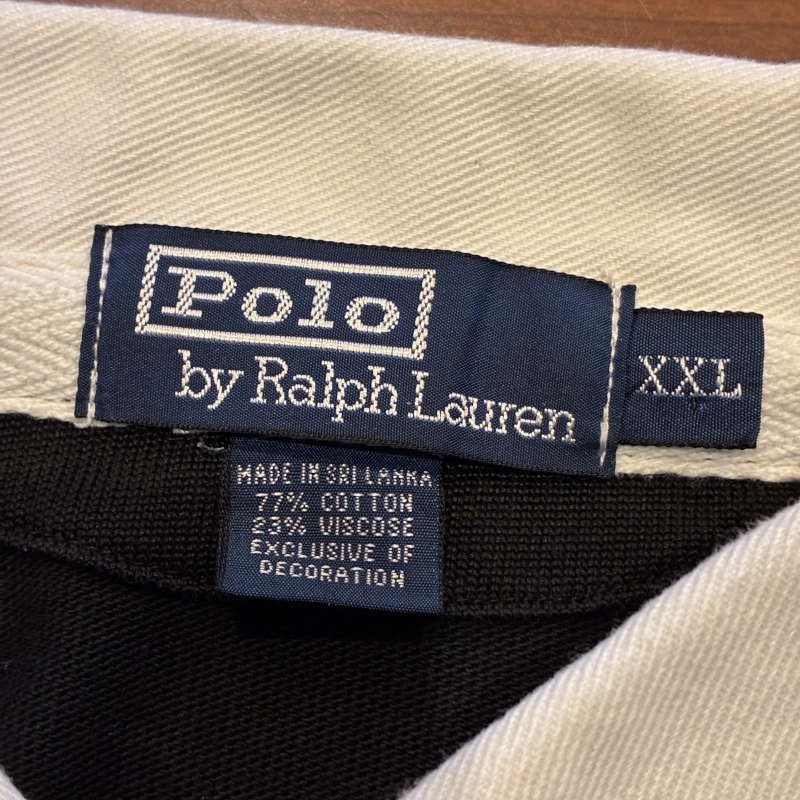 Polo
by Ralph Lauren
XXL
MADE IN SRI LANKA
77% COTTON
23% VISCOSE
EXCLUSIVE OF
DECORATION